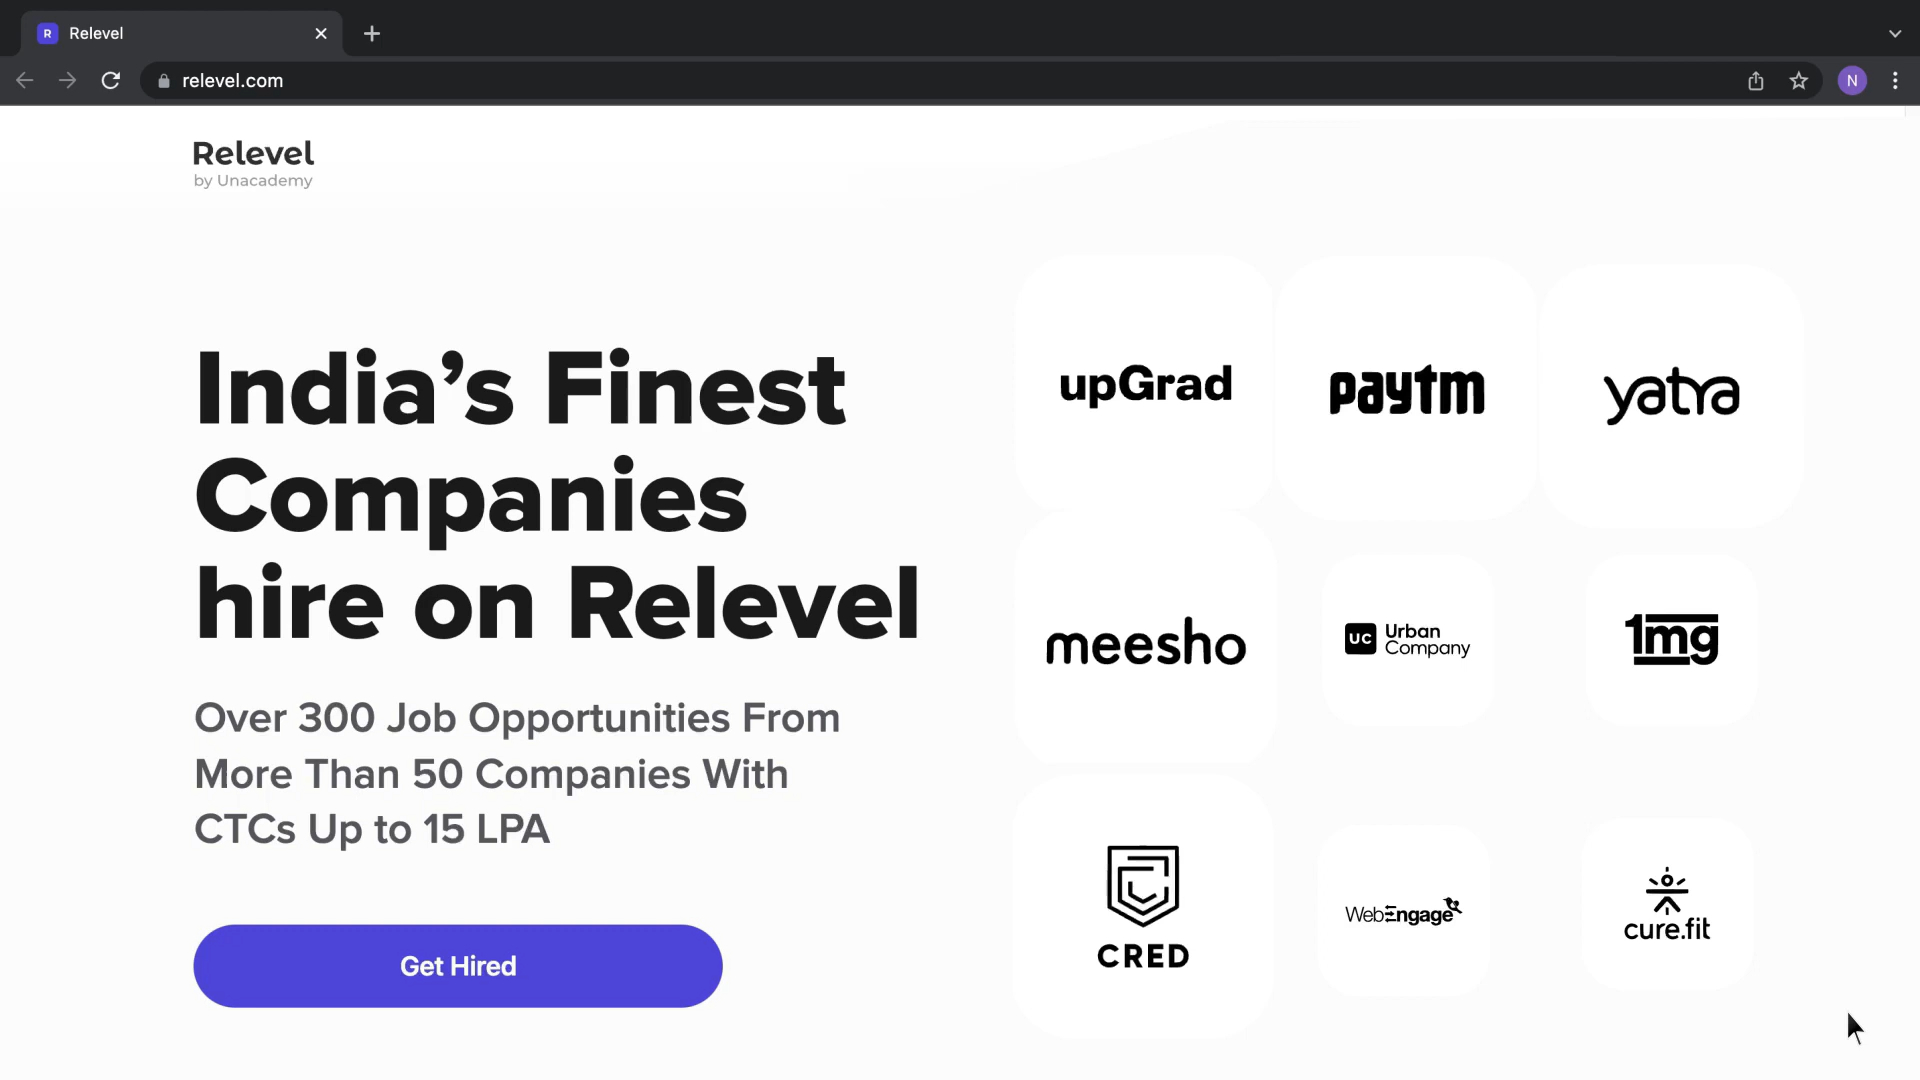 R Relevel
relevel.com
N
Relevel
by Unacademy
India’s Finest
Companies
hire on Relevel
Over 300 Job Opportunities From
More Than 50 Companies With
CTCs Up to 15 LPA
Get Hired
upGrad
paytm
yatra
meesho
UC Urban
Company
1mg
CRED
WebEngage
cure.fit